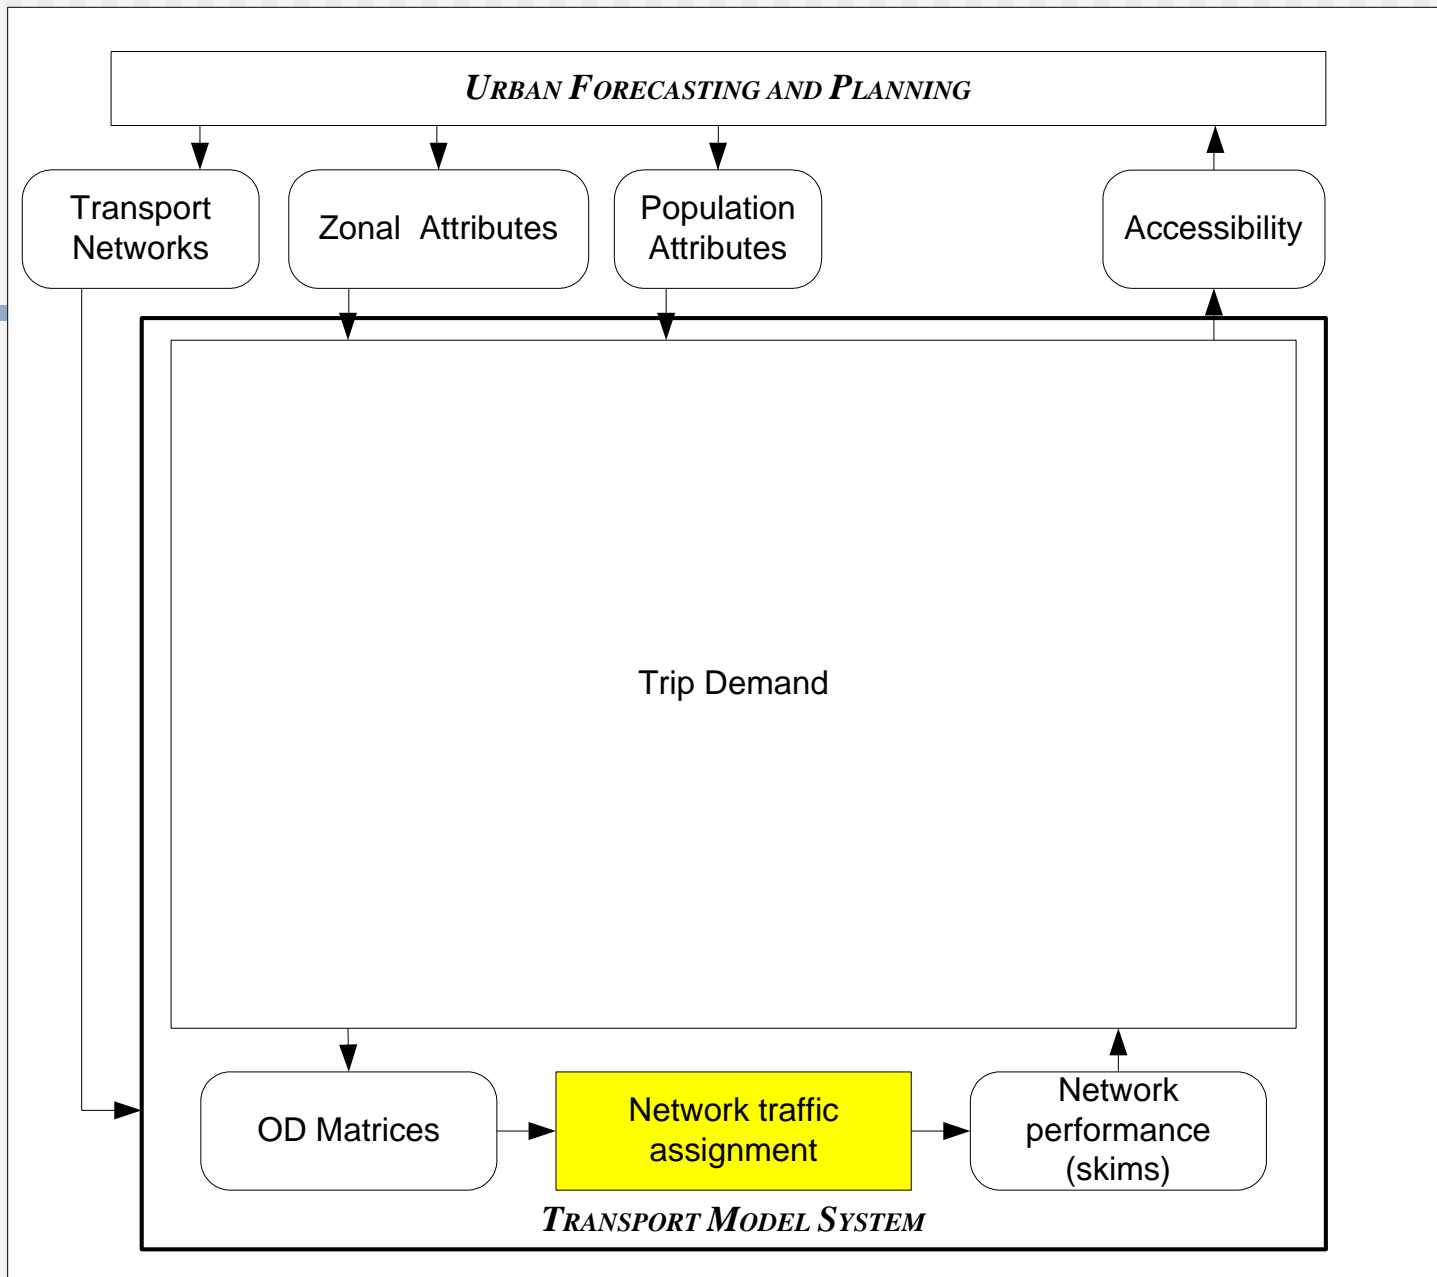 URBAN FORECASTING AND PLANNING
Transport
Networks
Zonal Attributes
Population
Attributes
Accessibility
Trip Demand
OD Matrices
Network traffic
assignment
Network
performance
(skims)
TRANSPORT MODEL SYSTEM